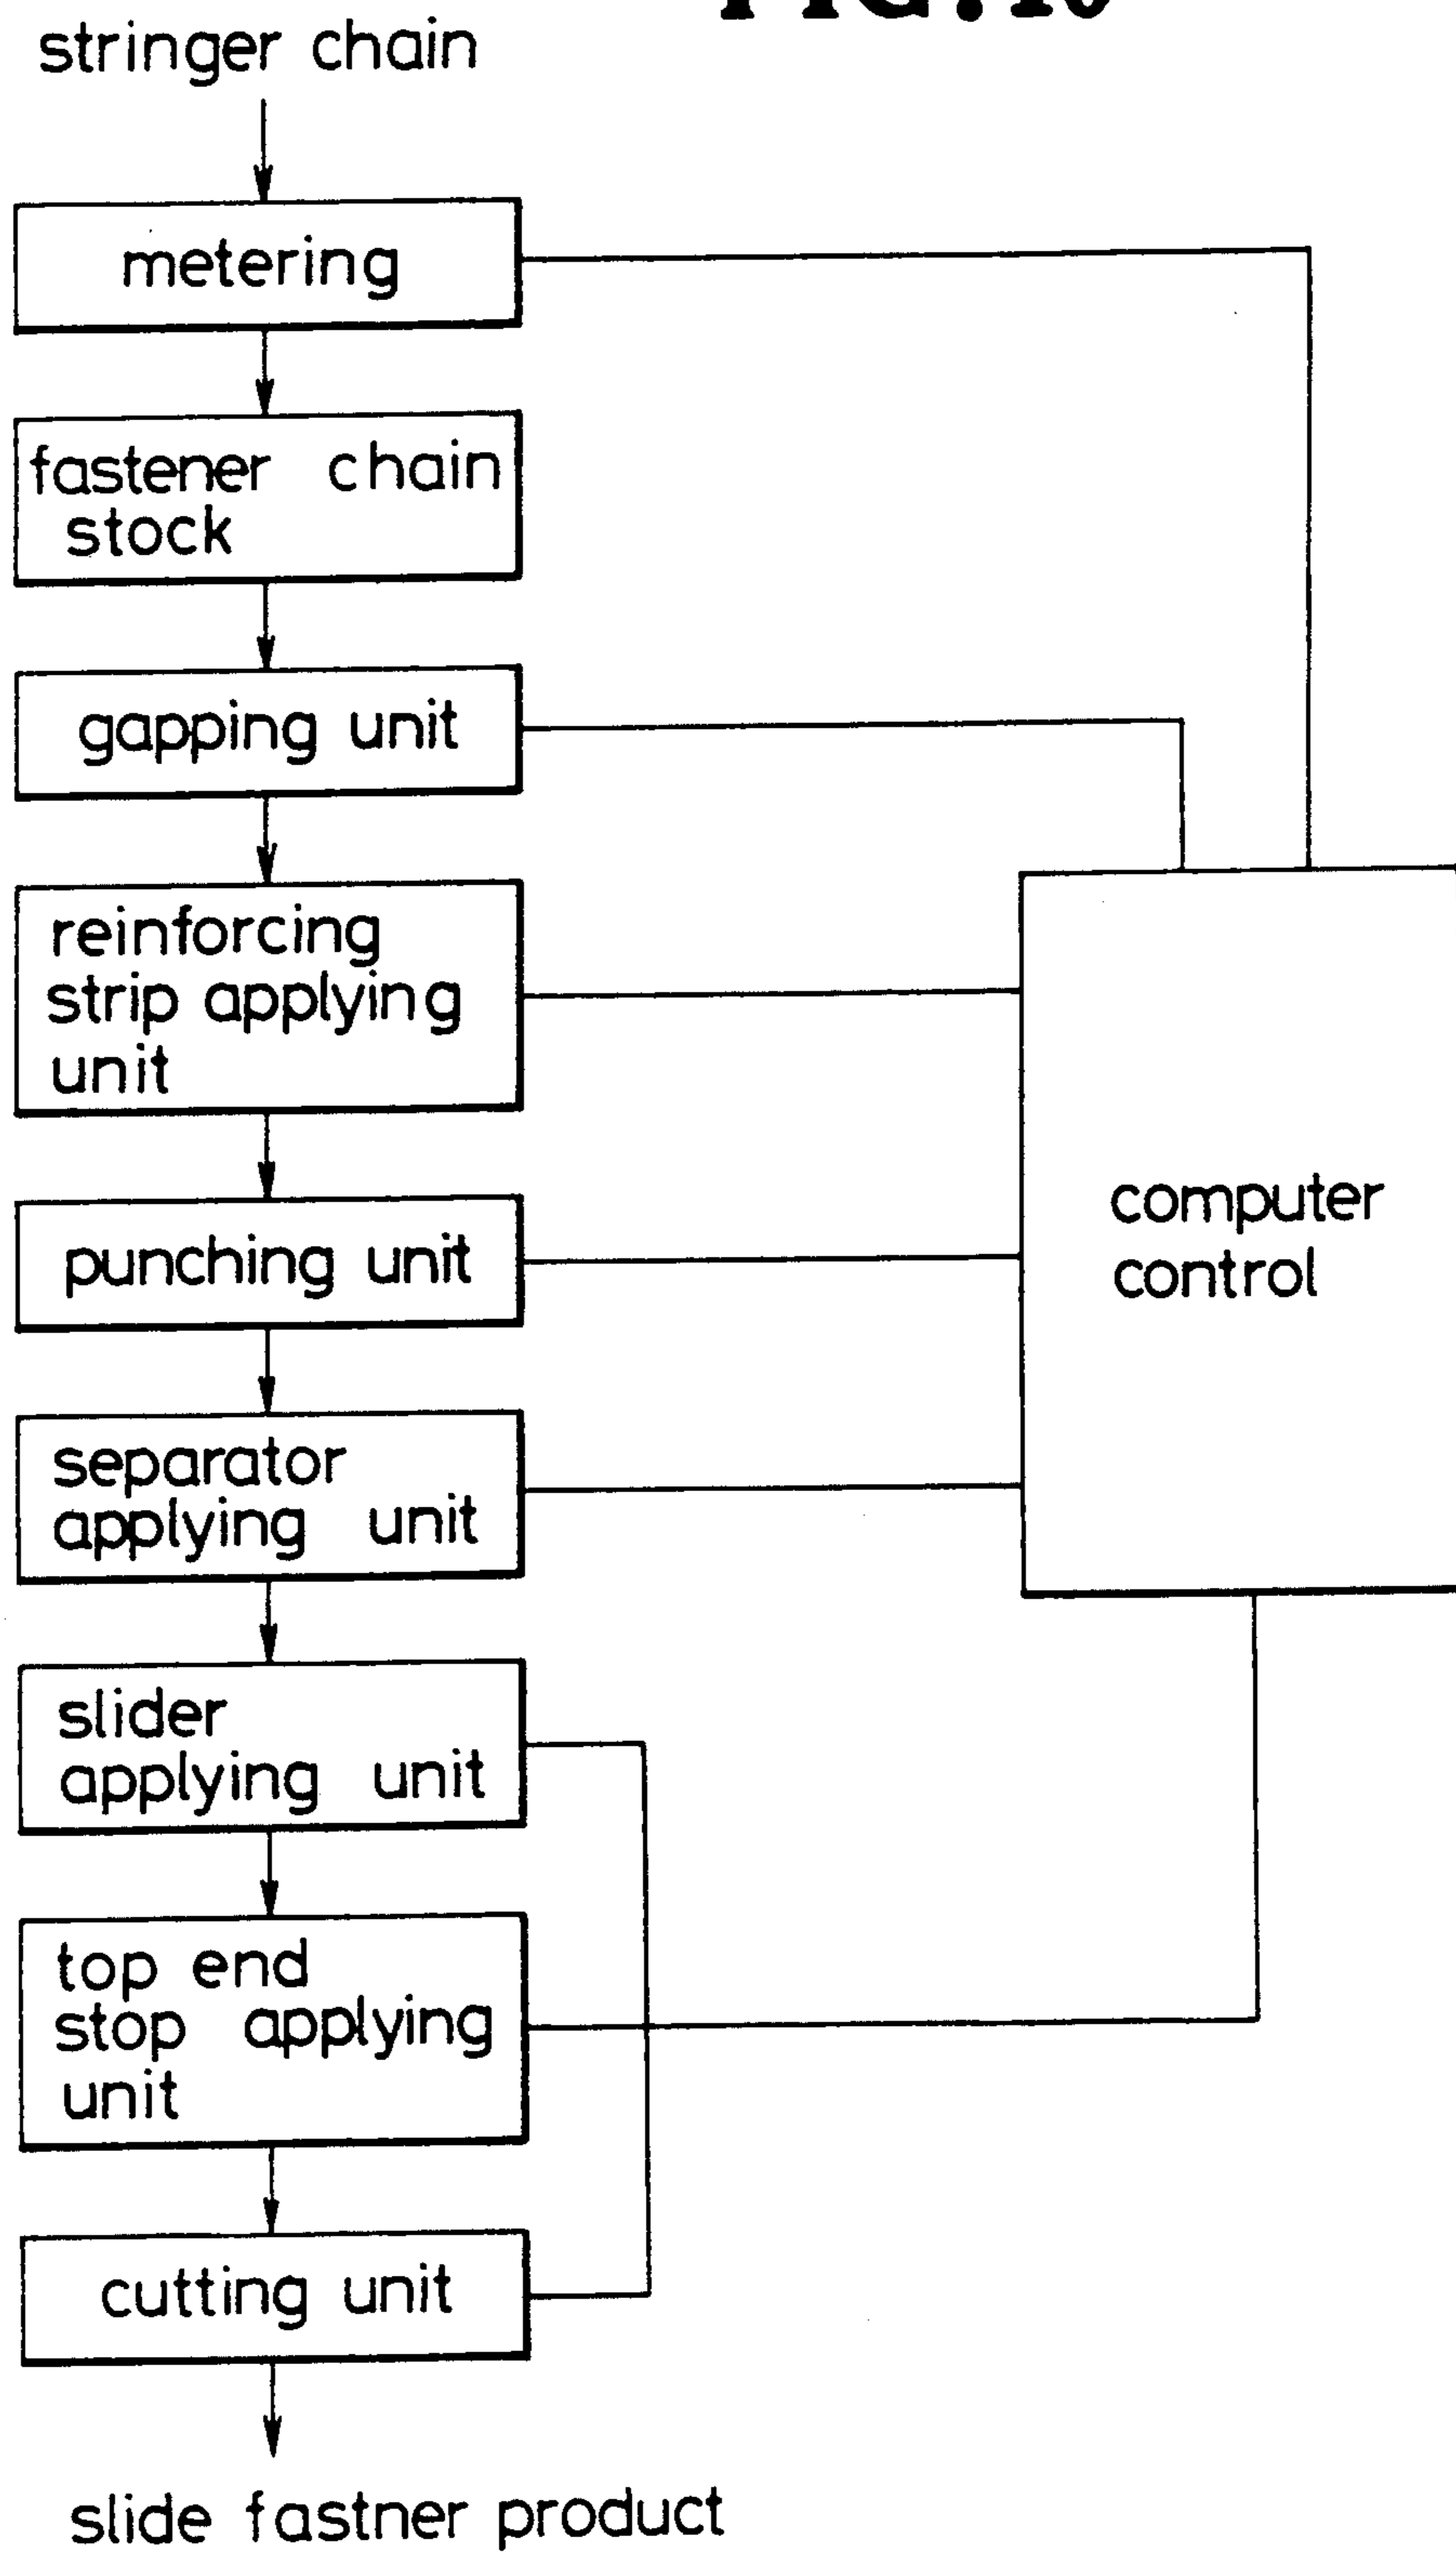 stringer chain
metering
fastener chain
stock
gapping unit
reinforcing
strip applying
unit
punching unit
computer
control
separator
applying unit
slider
applying unit
top end
stop applying
unit
cutting unit
slide fastner product